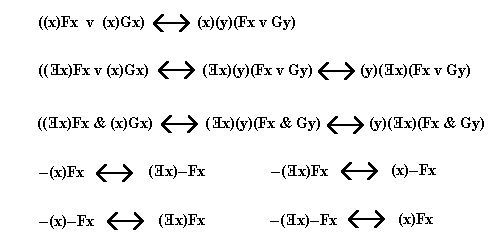 ((x)Fx v (x)Gx) ⟷ (x)(y)(Fx v Gy)
((∃x)Fx v (x)Gx) ⟷ (∃x)(y)(Fx v Gy) ⟷ (y)(∃x)(Fx v Gy)
((∃x)Fx & (x)Gx) ⟷ (∃x)(y)(Fx & Gy) ⟷ (y)(∃x)(Fx & Gy)
−(x)Fx ⟷ (∃x)−Fx −(∃x)Fx ⟷ (x)−Fx
−(x)−Fx ⟷ (∃x)Fx −(∃x)−Fx ⟷ (x)Fx